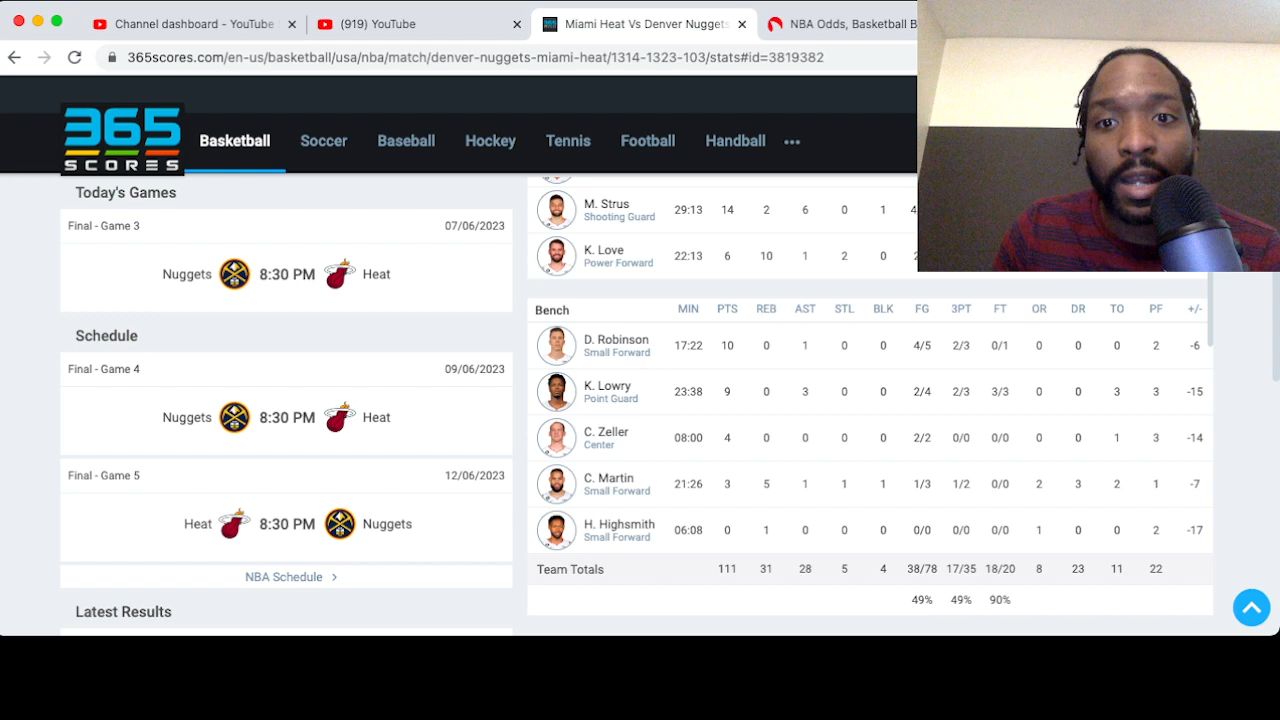 Channel dashboard - YouTube
(919) YouTube
Miami Heat Vs Denver Nuggets
NBA Odds, Basketball B
365scores.com/en-us/basketball/usa/nba/match/denver-nuggets-miami-heat/1314-1323-103/stats#id=3819382
365
SCORES
Basketball Soccer Baseball Hockey Tennis Football Handball
Today's Games
Final - Game 3 07/06/2023
Nuggets 8:30 PM Heat
Schedule
Final - Game 4 09/06/2023
Nuggets 8:30 PM Heat
Final - Game 5 12/06/2023
Heat 8:30 PM Nuggets
NBA Schedule >
Latest Results
M. Strus 29:13 14 2 6 0 1 4
Shooting Guard
K. Love 22:13 6 10 1 2 0
Power Forward
Bench MIN PTS REB AST STL BLK FG 3PT FT OR DR TO PF +/-
D. Robinson 17:22 10 0 1 0 0 4/5 2/3 0/1 0 0 0 2 -6
Small Forward
K. Lowry 23:38 9 0 3 0 0 2/4 2/3 3/3 0 0 3 3 -15
Point Guard
C. Zeller 08:00 4 0 0 0 0 2/2 0/0 0/0 0 0 1 3 -14
Center
C. Martin 21:26 3 5 1 1 1 1/3 1/2 0/0 2 3 2 1 -7
Small Forward
H. Highsmith 06:08 0 1 0 0 0 0/0 0/0 0/0 1 0 0 2 -17
Small Forward
Team Totals 111 31 28 5 4 38/78 17/35 18/20 8 23 11 22
49% 49% 90%